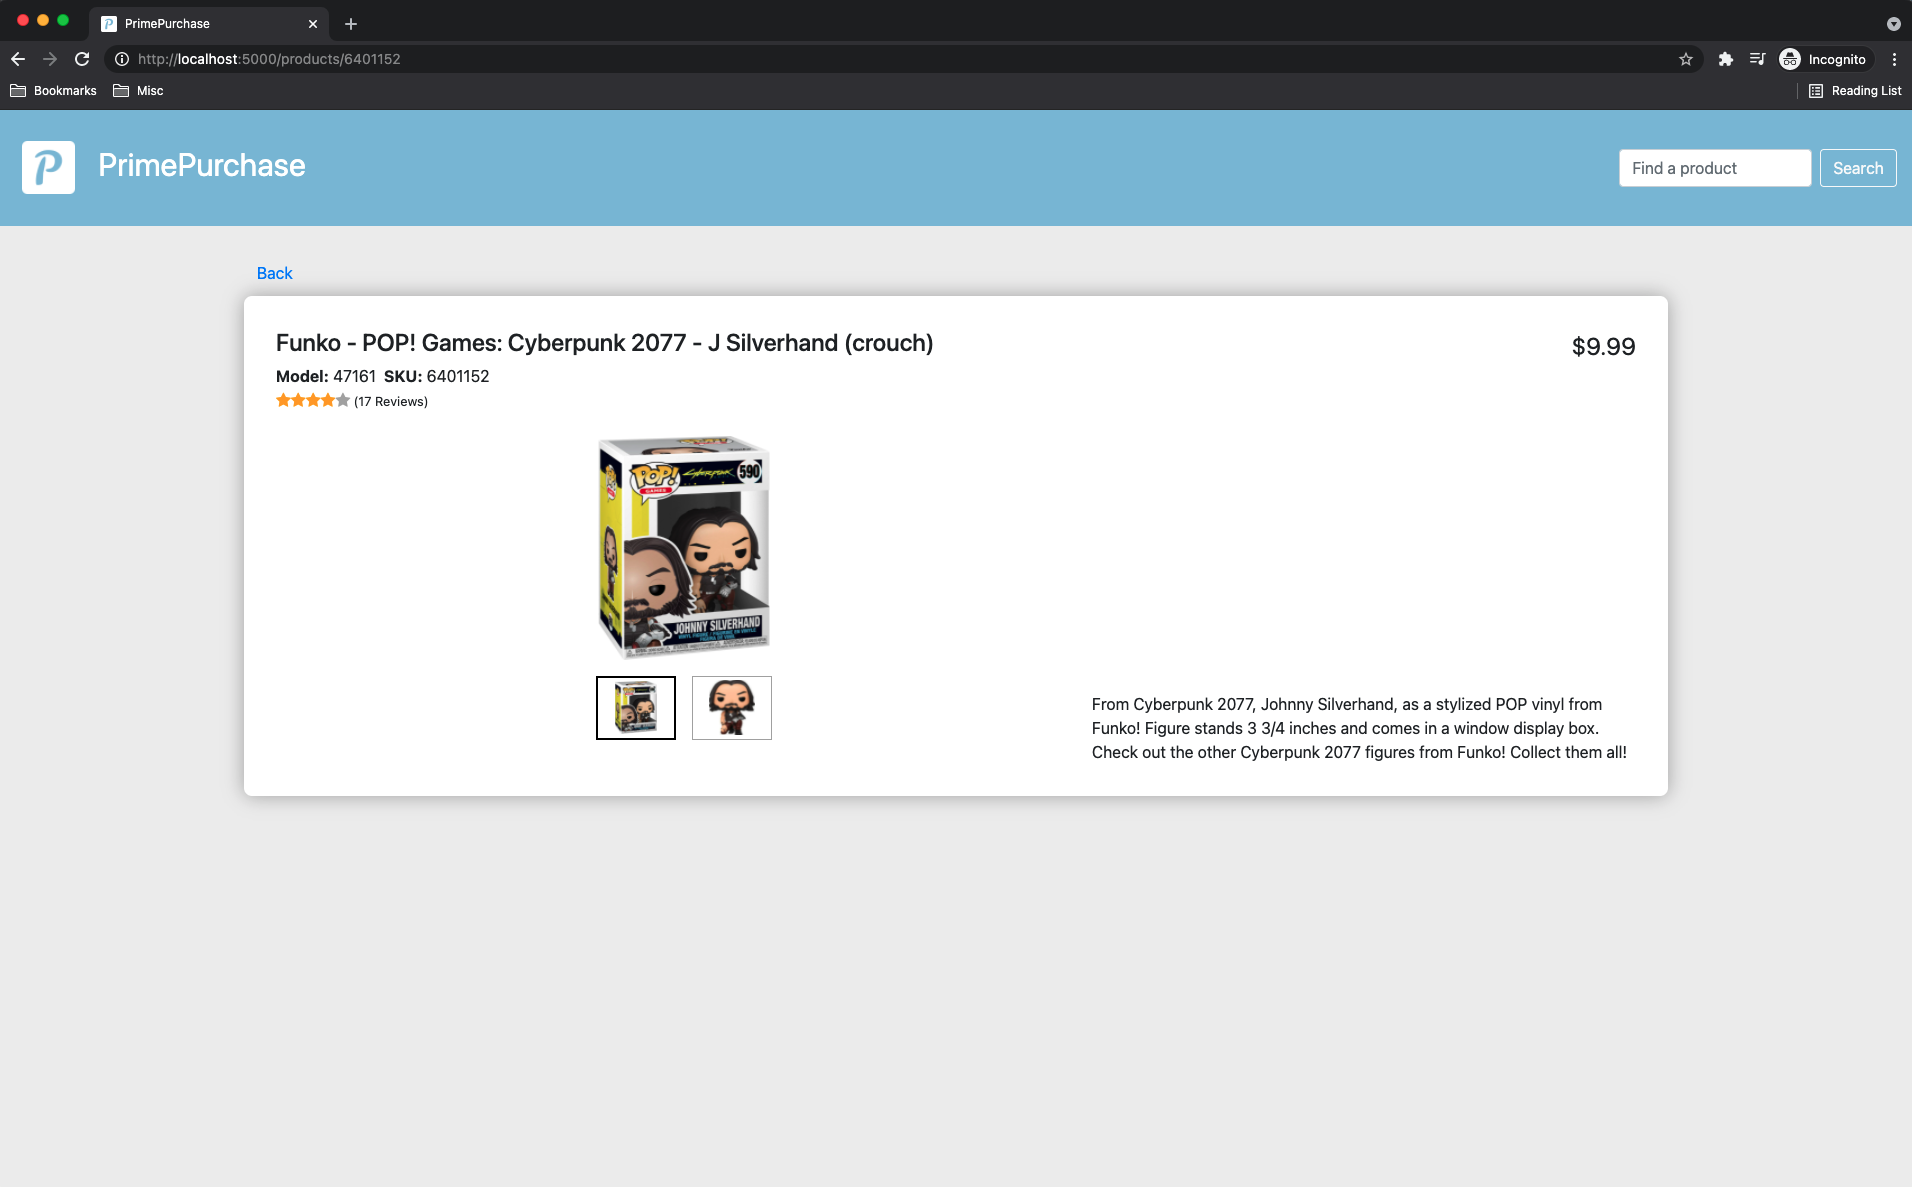 PrimePurchase
http://localhost:5000/products/6401152
Incognito
Bookmarks
Misc
Reading List
P
PrimePurchase
Find a product
Search
Back
Funko - POP! Games: Cyberpunk 2077 - J Silverhand (crouch)
$9.99
Model: 47161 SKU: 6401152
(17 Reviews)
POP!
GAMES
Cyberpunk
590
JOHNNY SILVERHAND
From Cyberpunk 2077, Johnny Silverhand, as a stylized POP vinyl from
Funko! Figure stands 3 3/4 inches and comes in a window display box.
Check out the other Cyberpunk 2077 figures from Funko! Collect them all!